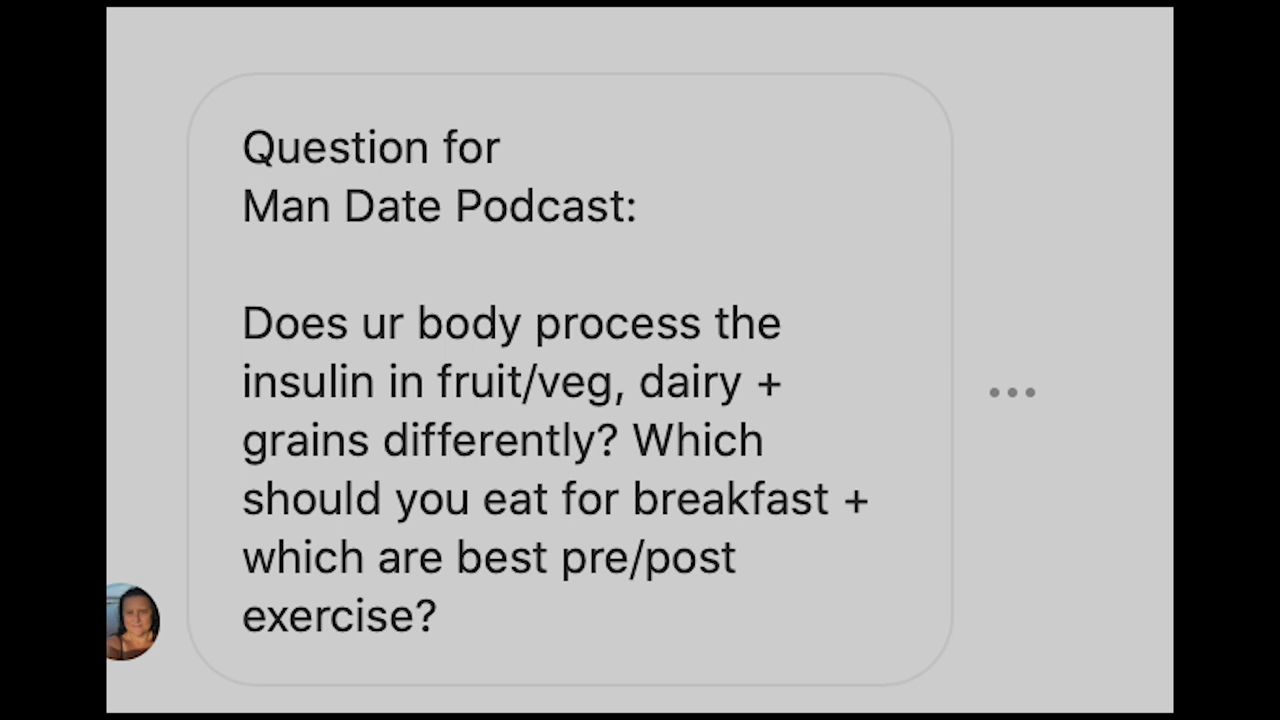 Question for
Man Date Podcast:
Does ur body process the
insulin in fruit/veg, dairy +
grains differently? Which
should you eat for breakfast +
which are best pre/post
exercise?